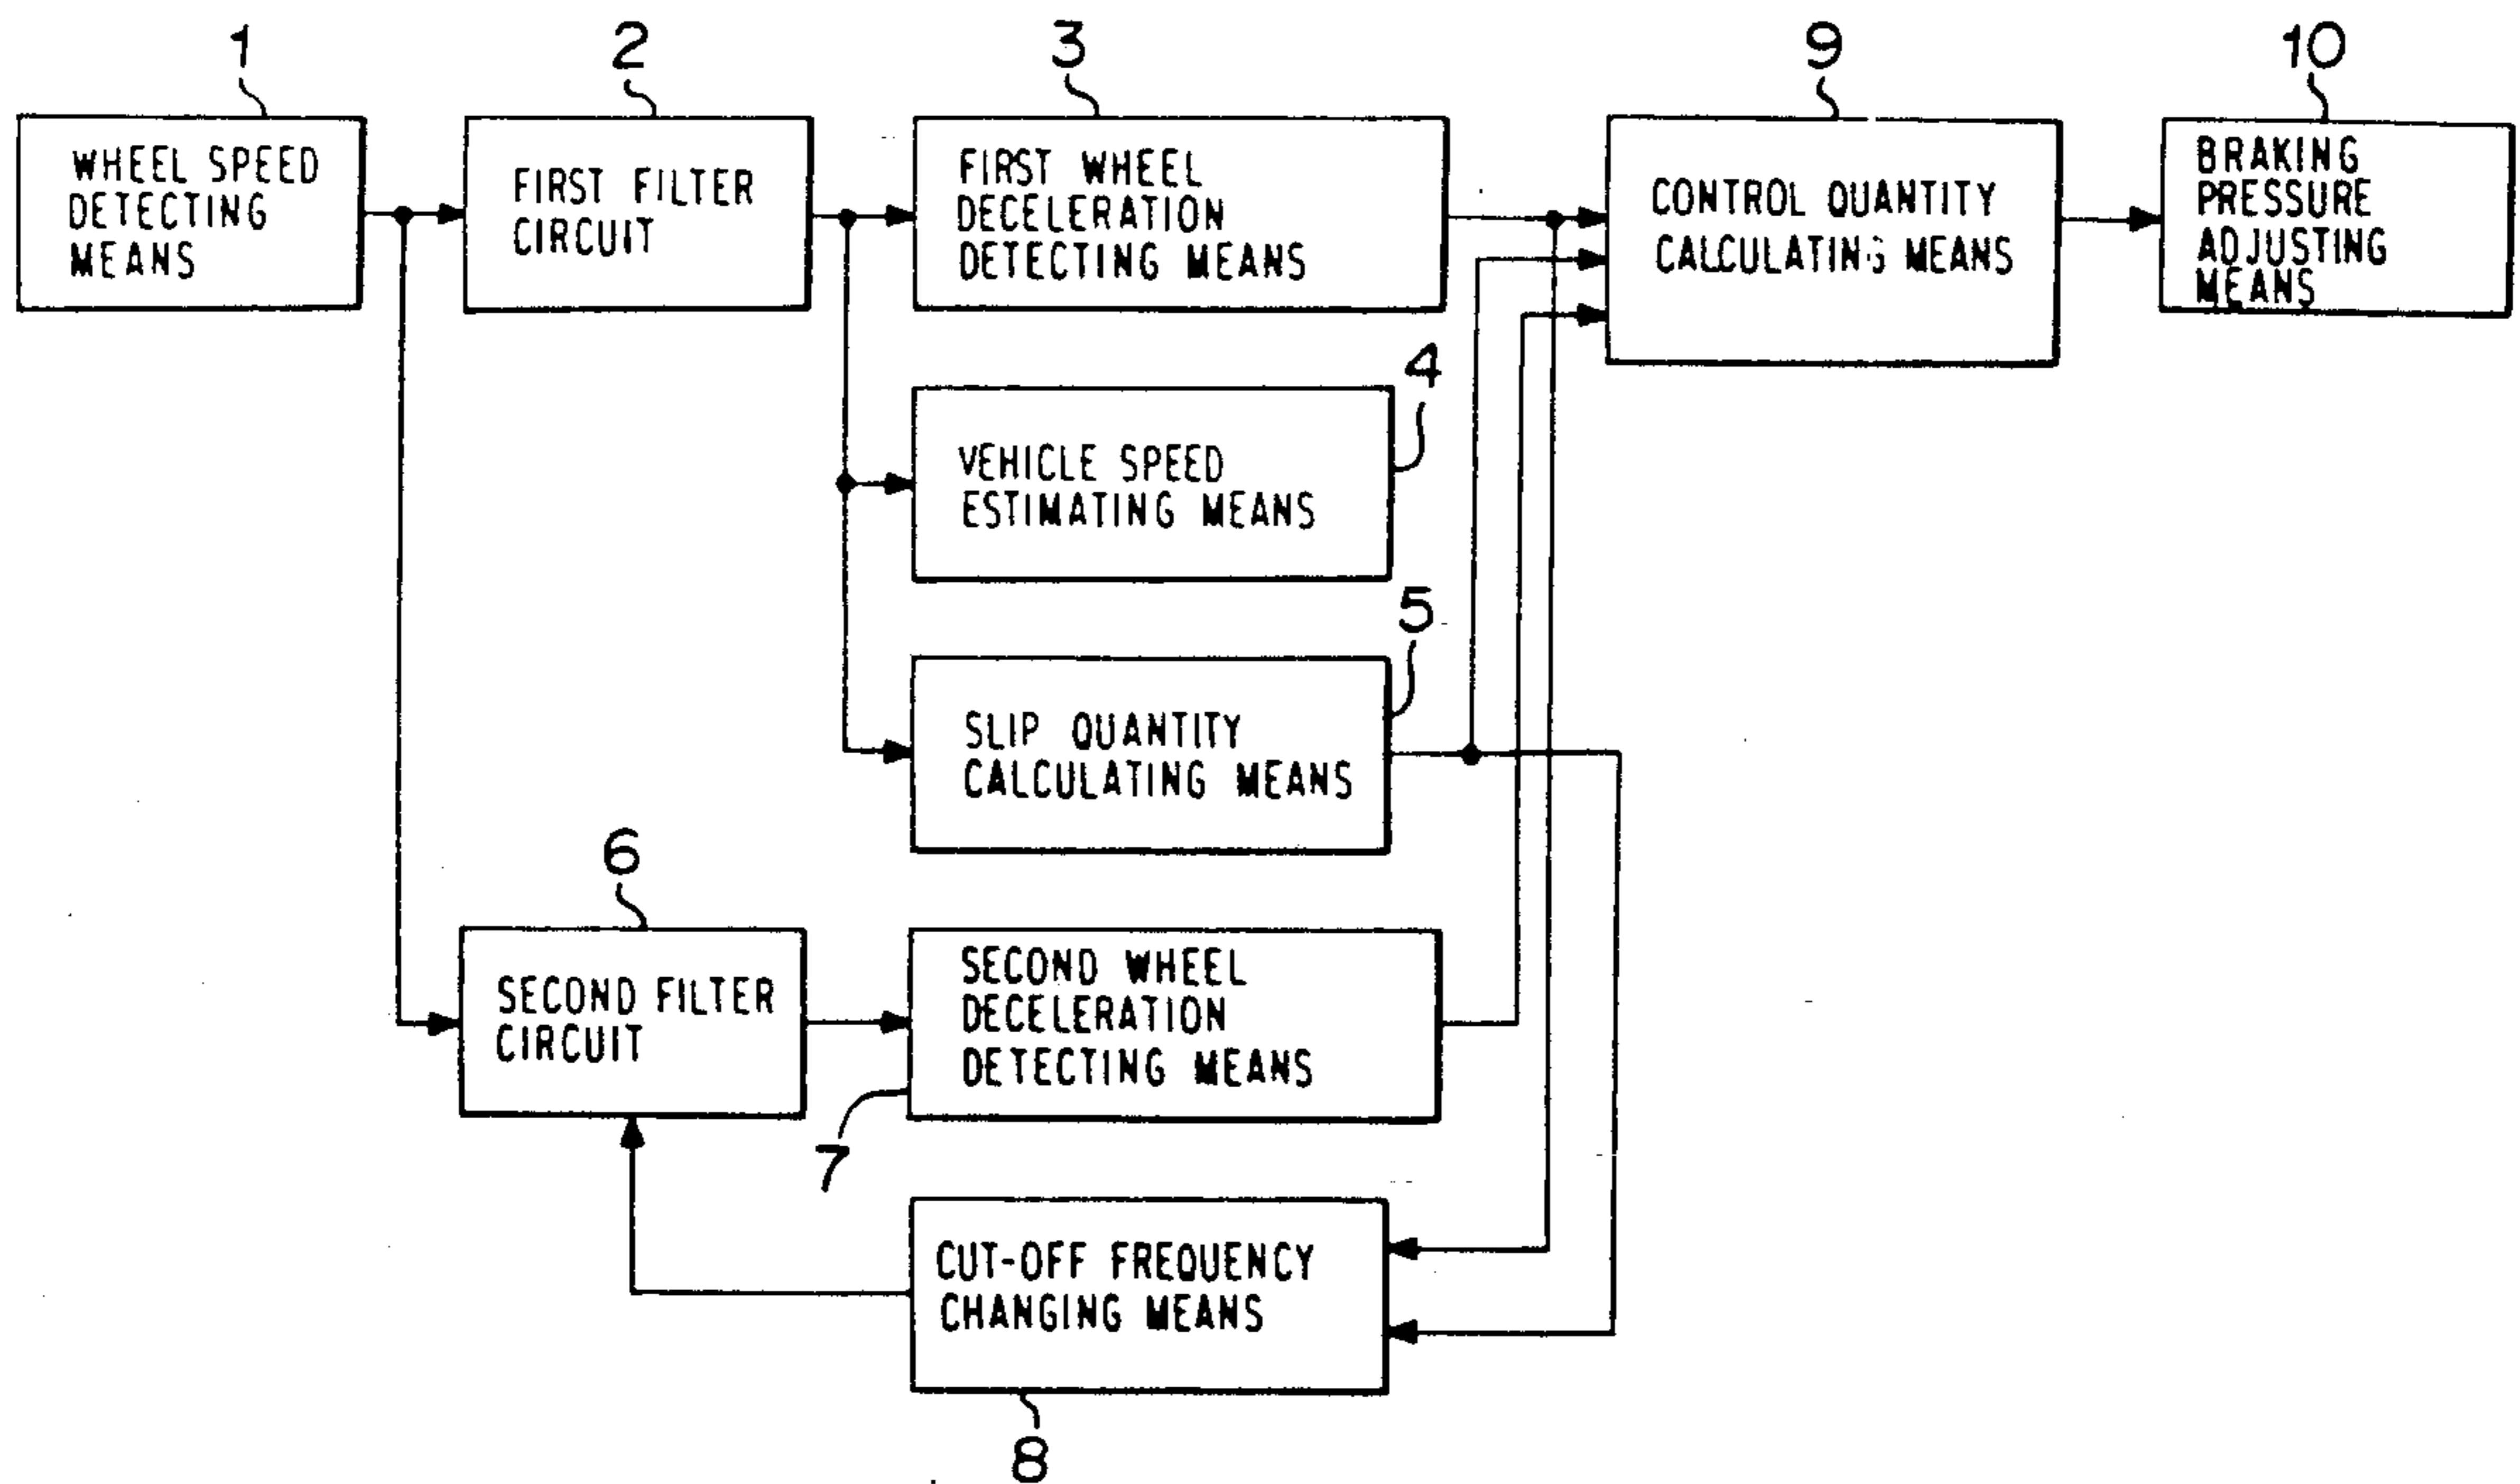 1
2
3
9
10
WHEEL SPEED
DETECTING
MEANS
FIRST FILTER
CIRCUIT
FIRST WHEEL
DECELERATION
DETECTING MEANS
CONTROL QUANTITY
CALCULATING MEANS
BRAKING
PRESSURE
ADJUSTING
MEANS
4
VEHICLE SPEED
ESTIMATING MEANS
5
SLIP QUANTITY
CALCULATING MEANS
6
SECOND FILTER
CIRCUIT
SECOND WHEEL
DECELERATION
DETECTING MEANS
7
CUT-OFF FREQUENCY
CHANGING MEANS
8